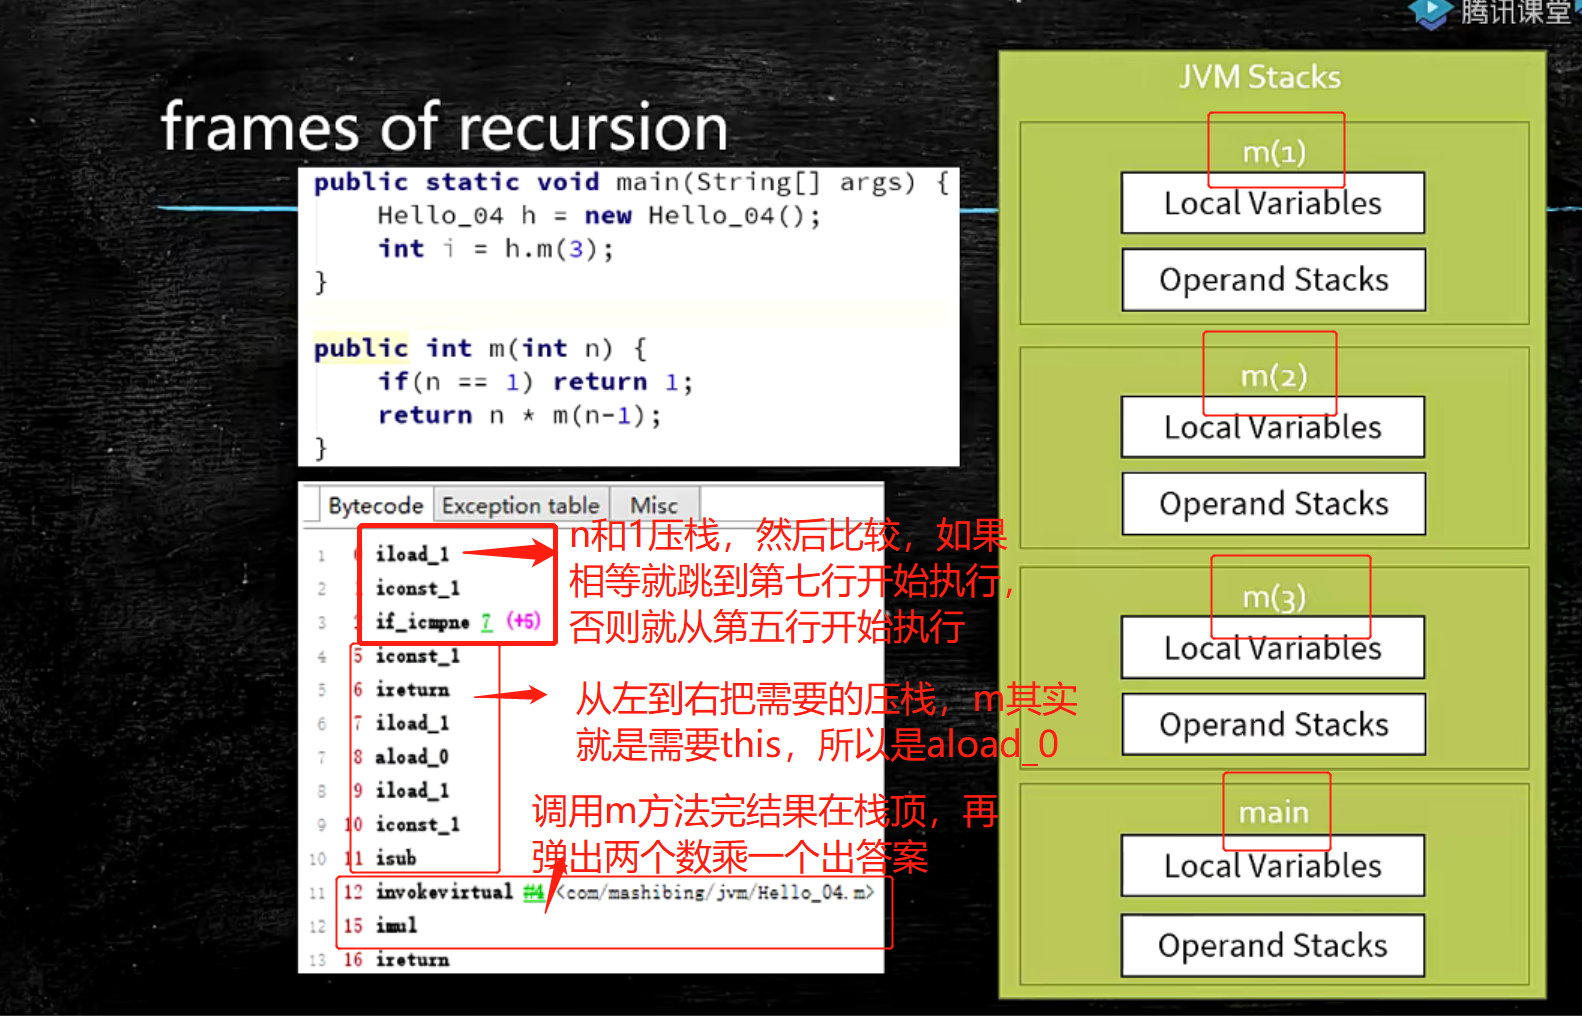 腾讯课堂
frames of recursion
public static void main(String[] args) {
Hello_04 h = new Hello_04();
int i = h.m(3);
}
public int m(int n) {
if(n == 1) return 1;
return n * m(n-1);
}
Bytecode Exception table Misc
1 0 iload_1
2 1 iconst_1
3 2 if_icmpne 7 (+5)
4 5 iconst_1
5 6 ireturn
6 7 iload_1
7 8 aload_0
8 9 iload_1
9 10 iconst_1
10 11 isub
11 12 invokevirtual #4 <com/mashibing/jvm/Hello_04.m>
12 15 imul
13 16 ireturn
n和1压栈，然后比较，如果
相等就跳到第七行开始执行，
否则就从第五行开始执行
从左到右把需要的压栈，m其实
就是需要this，所以是aload_0
调用m方法完结果在栈顶，再
弹出两个数乘一个出答案
JVM Stacks
m(1)
Local Variables
Operand Stacks
m(2)
Local Variables
Operand Stacks
m(3)
Local Variables
Operand Stacks
main
Local Variables
Operand Stacks